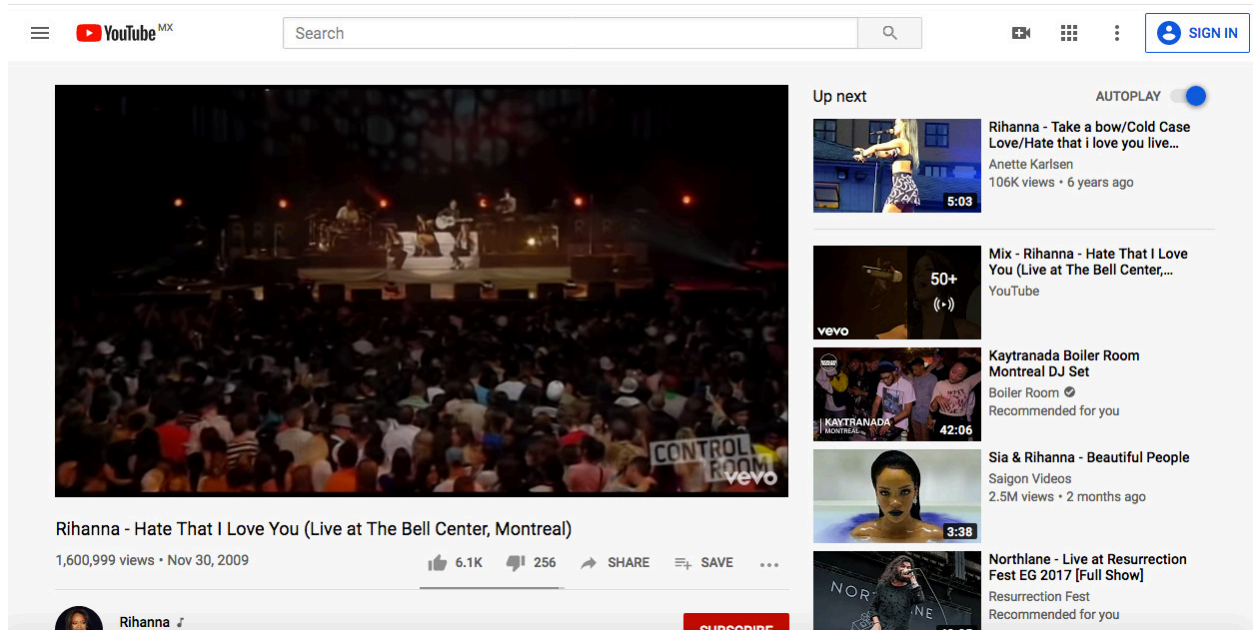 YouTube MX
Search
SIGN IN
CONTROL
ROOM
vevo
Rihanna - Hate That I Love You (Live at The Bell Center, Montreal)
1,600,999 views • Nov 30, 2009
6.1K
256
SHARE
SAVE
Rihanna
SUBSCRIBE
Up next
AUTOPLAY
5:03
Rihanna - Take a bow/Cold Case
Love/Hate that i love you live...
Anette Karlsen
106K views • 6 years ago
50+
vevo
Mix - Rihanna - Hate That I Love
You (Live at The Bell Center,...
YouTube
KAYTRANADA
MONTREAL
42:06
Kaytranada Boiler Room
Montreal DJ Set
Boiler Room
Recommended for you
3:38
Sia & Rihanna - Beautiful People
Saigon Videos
2.5M views • 2 months ago
Northlane - Live at Resurrection
Fest EG 2017 [Full Show]
Resurrection Fest
Recommended for you